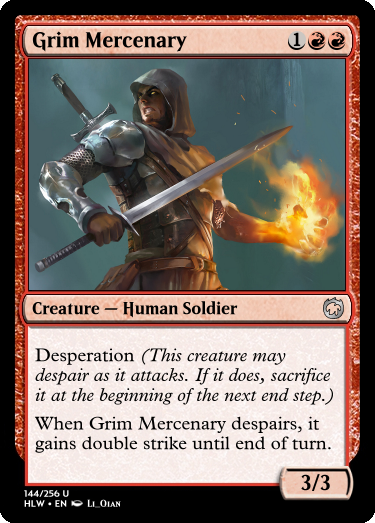 Grim Mercenary 1
Creature — Human Soldier
Desperation (This creature may
despair as it attacks. If it does, sacrifice
it at the beginning of the next end step.)
When Grim Mercenary despairs, it
gains double strike until end of turn.
3/3
144/256 U
HLW • EN Li_Qian